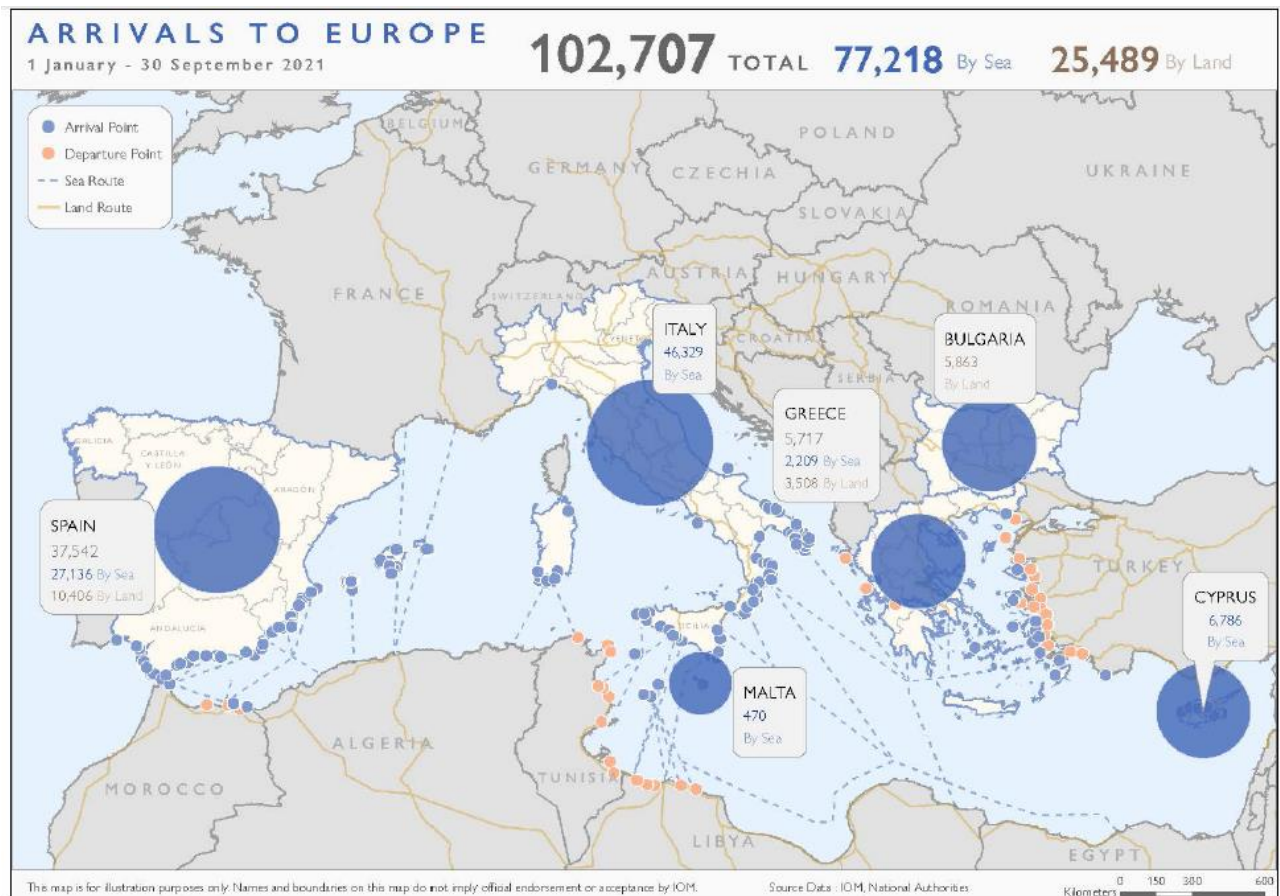 ARRIVALS TO EUROPE
1 January - 30 September 2021
102,707 TOTAL 77,218 By Sea 25,489 By Land
Arrival Point
Departure Point
Sea Route
Land Route
BELGIUM
POLAND
GERMANY
CZECHIA
UKRAINE
SLOVAKIA
AUSTRIA
HUNGARY
FRANCE
SWITZERLAND
ROMANIA
ITALY
46,329
By Sea
CROATIA
SERBIA
BULGARIA
5,863
By Land
GREECE
5,717
2,209 By Sea
3,508 By Land
GALICIA
CASTILLA
Y LEÓN
ARAGÓN
SPAIN
37,542
27,136 By Sea
10,406 By Land
ANDALUCÍA
TURKEY
CYPRUS
6,786
By Sea
SICILIA
MALTA
470
By Sea
ALGERIA
TUNISIA
MOROCCO
LIBYA
EGYPT
This map is for illustration purposes only. Names and boundaries on this map do not imply official endorsement or acceptance by IOM.
Source Data : IOM, National Authorities
Kilometers
0 150 300 600